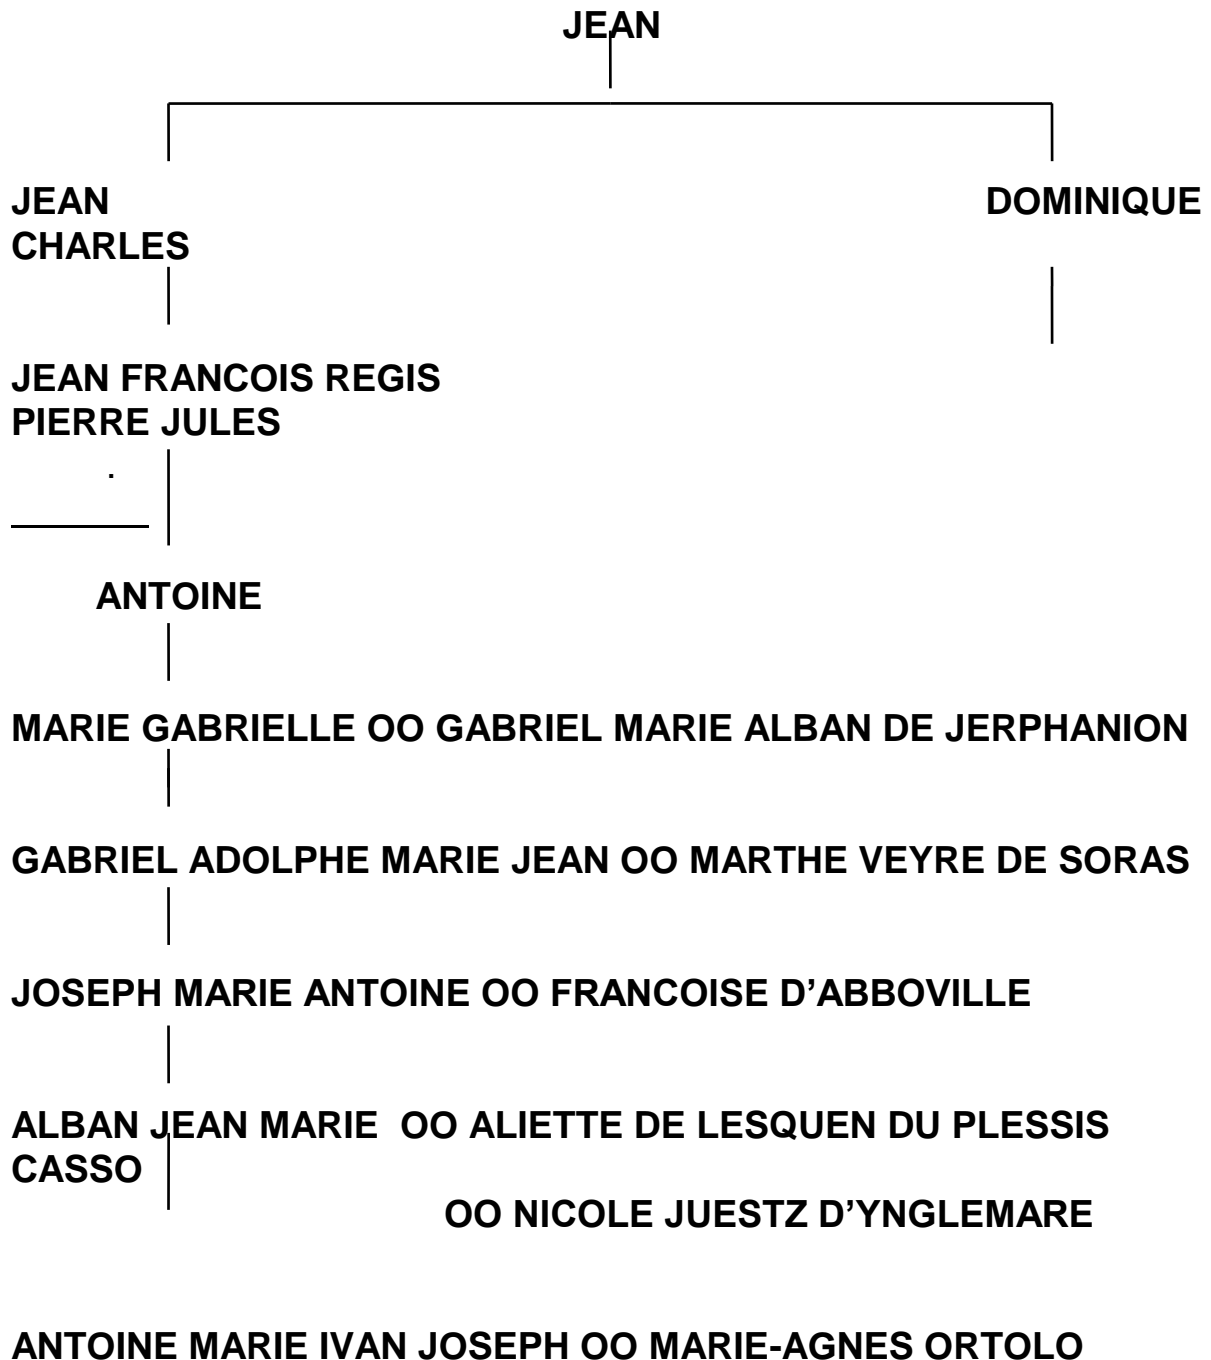 JEAN
JEAN DOMINIQUE
CHARLES
JEAN FRANCOIS REGIS
PIERRE JULES
.
ANTOINE
MARIE GABRIELLE OO GABRIEL MARIE ALBAN DE JERPHANION
GABRIEL ADOLPHE MARIE JEAN OO MARTHE VEYRE DE SORAS
JOSEPH MARIE ANTOINE OO FRANCOISE D’ABBOVILLE
ALBAN JEAN MARIE OO ALIETTE DE LESQUEN DU PLESSIS
CASSO
OO NICOLE JUESTZ D’YNGLEMARE
ANTOINE MARIE IVAN JOSEPH OO MARIE-AGNES ORTOLO